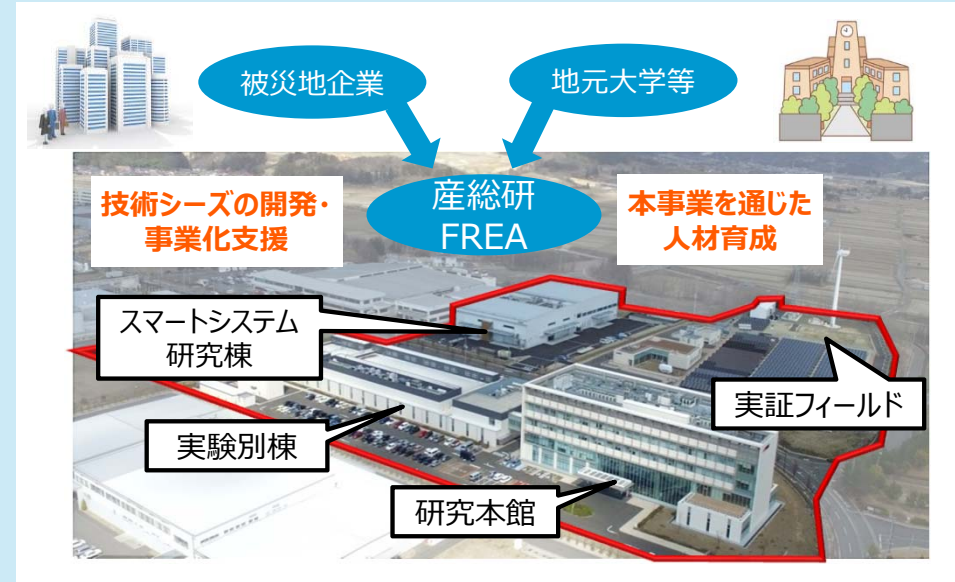 被災地企業
地元大学等
産総研
FREA
技術シーズの開発・
事業化支援
本事業を通じた
人材育成
スマートシステム
研究棟
実証フィールド
実験別棟
研究本館